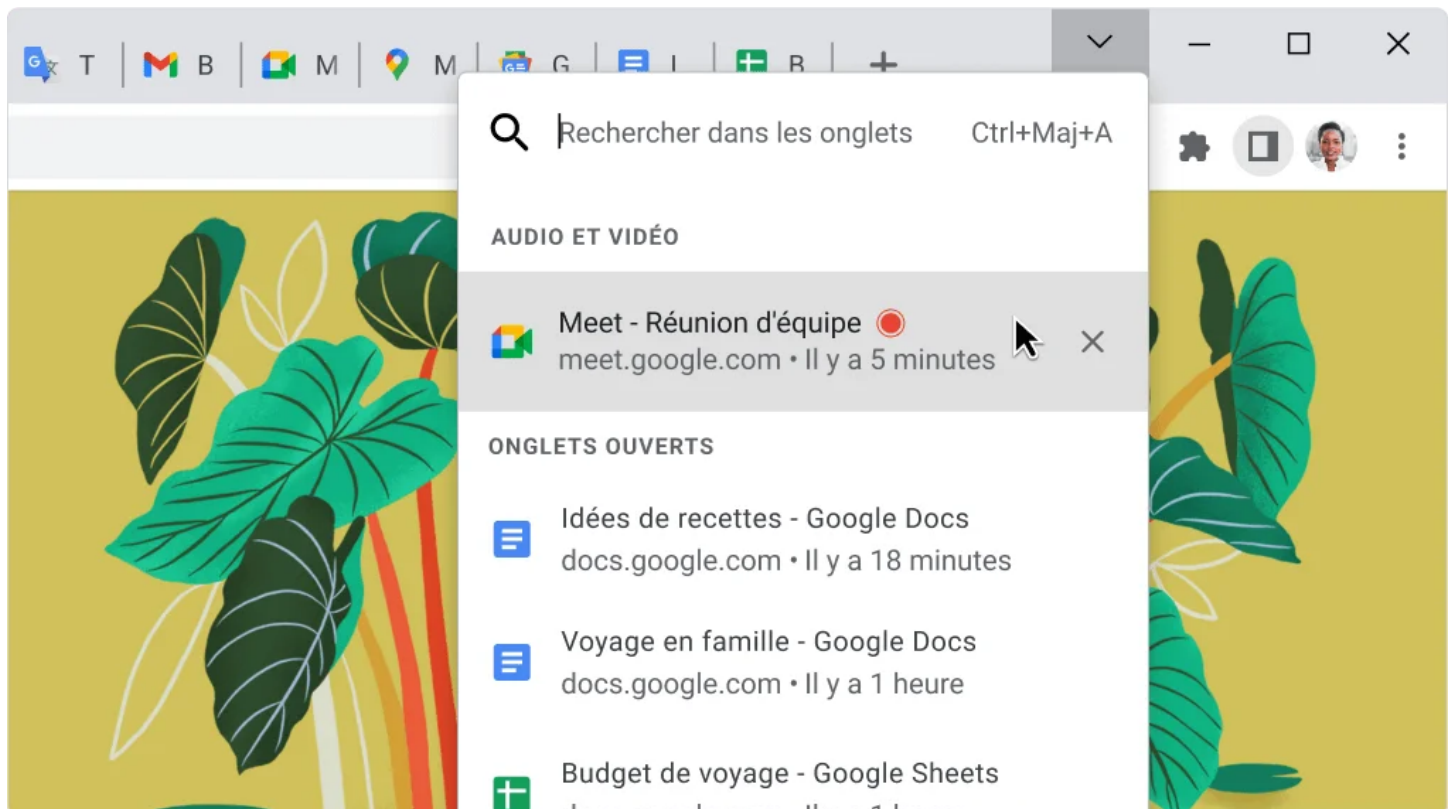 T B M M G L B
Rechercher dans les onglets Ctrl+Maj+A
AUDIO ET VIDÉO
Meet - Réunion d'équipe
meet.google.com • Il y a 5 minutes
ONGLETS OUVERTS
Idées de recettes - Google Docs
docs.google.com • Il y a 18 minutes
Voyage en famille - Google Docs
docs.google.com • Il y a 1 heure
Budget de voyage - Google Sheets